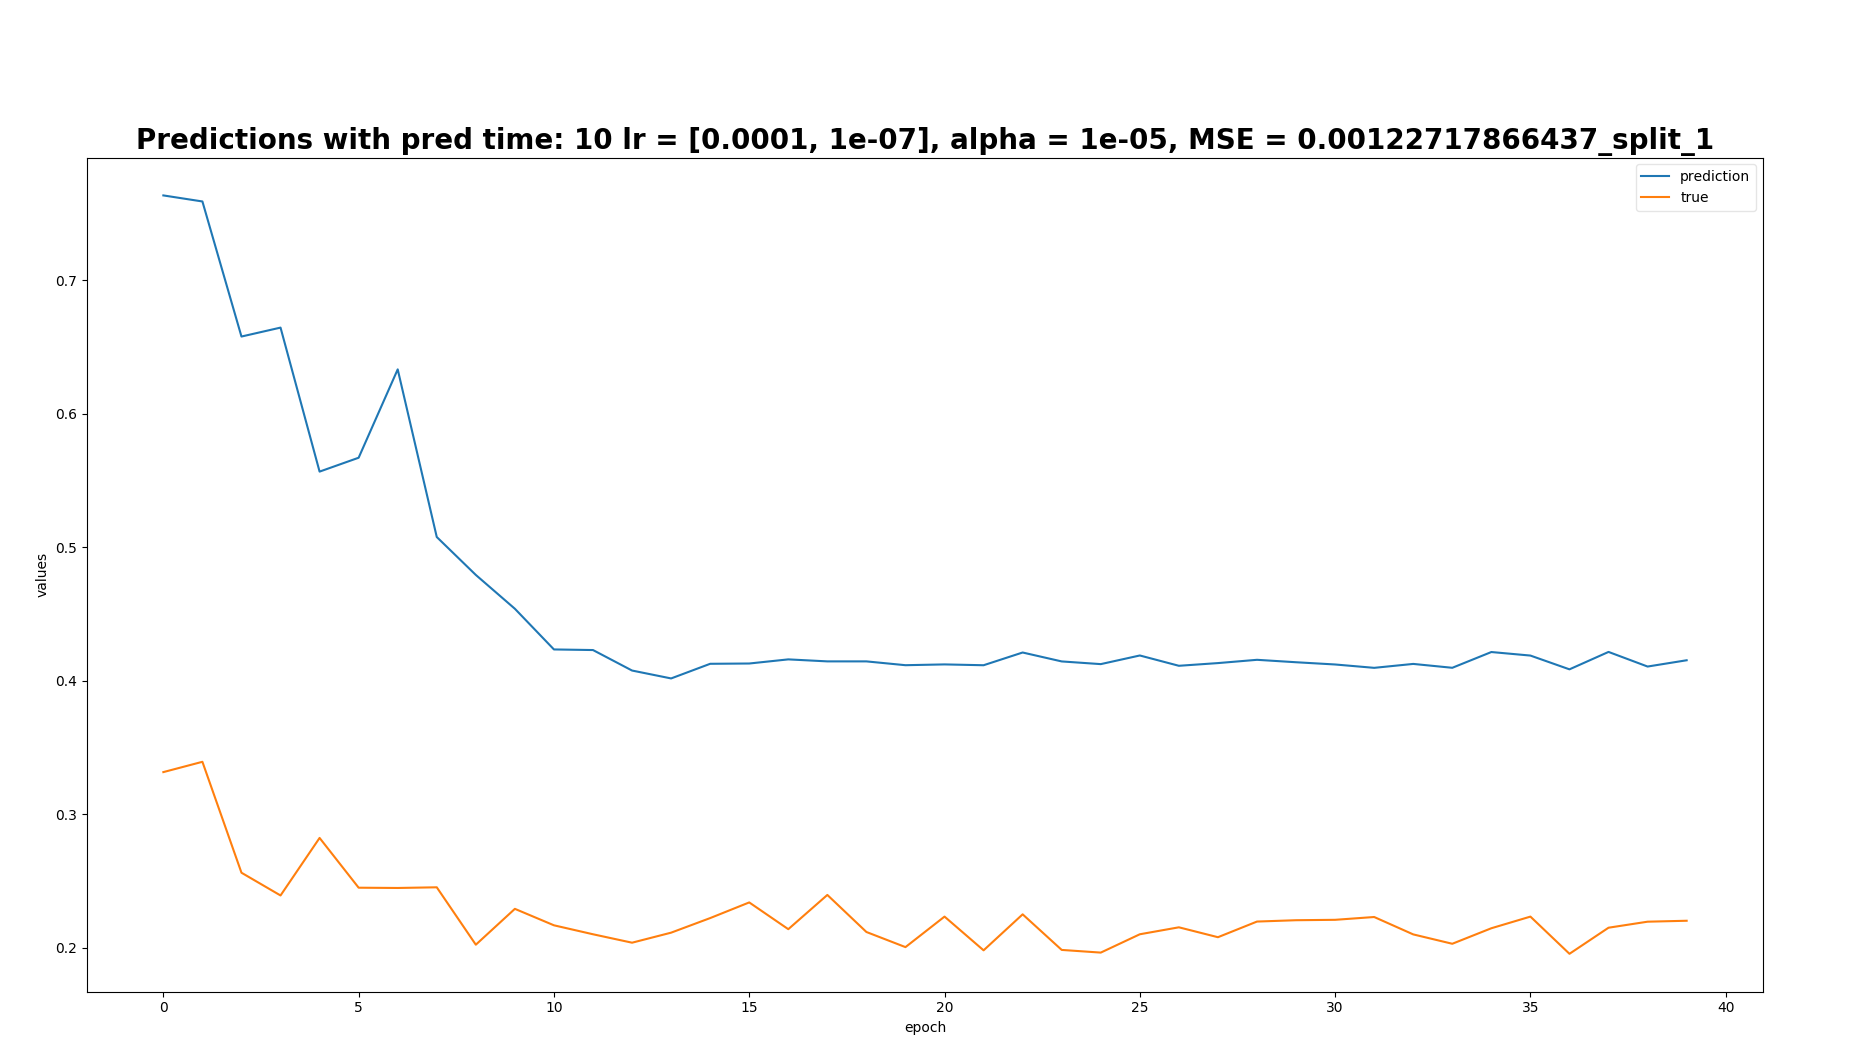 Predictions with pred time: 10 lr = [0.0001, 1e-07], alpha = 1e-05, MSE = 0.00122717866437_split_1
prediction
true
values
0.7
0.6
0.5
0.4
0.3
0.2
0 5 10 15 20 25 30 35 40
epoch